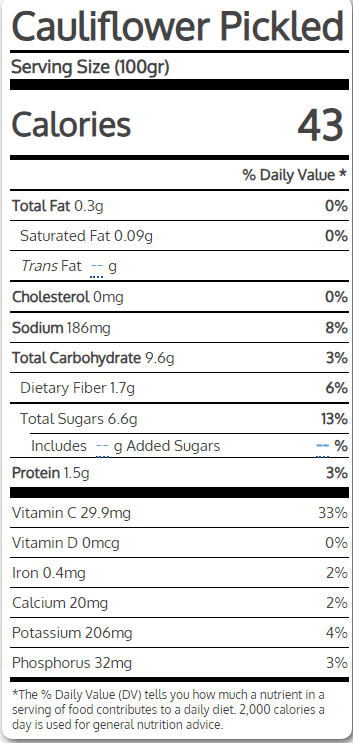 Cauliflower Pickled
Serving Size (100gr)
Calories 43
% Daily Value *
Total Fat 0.3g 0%
Saturated Fat 0.09g 0%
Trans Fat -- g
Cholesterol 0mg 0%
Sodium 186mg 8%
Total Carbohydrate 9.6g 3%
Dietary Fiber 1.7g 6%
Total Sugars 6.6g 13%
Includes -- g Added Sugars -- %
Protein 1.5g 3%
Vitamin C 29.9mg 33%
Vitamin D 0mcg 0%
Iron 0.4mg 2%
Calcium 20mg 2%
Potassium 206mg 4%
Phosphorus 32mg 3%
*The % Daily Value (DV) tells you how much a nutrient in a
serving of food contributes to a daily diet. 2,000 calories a
day is used for general nutrition advice.